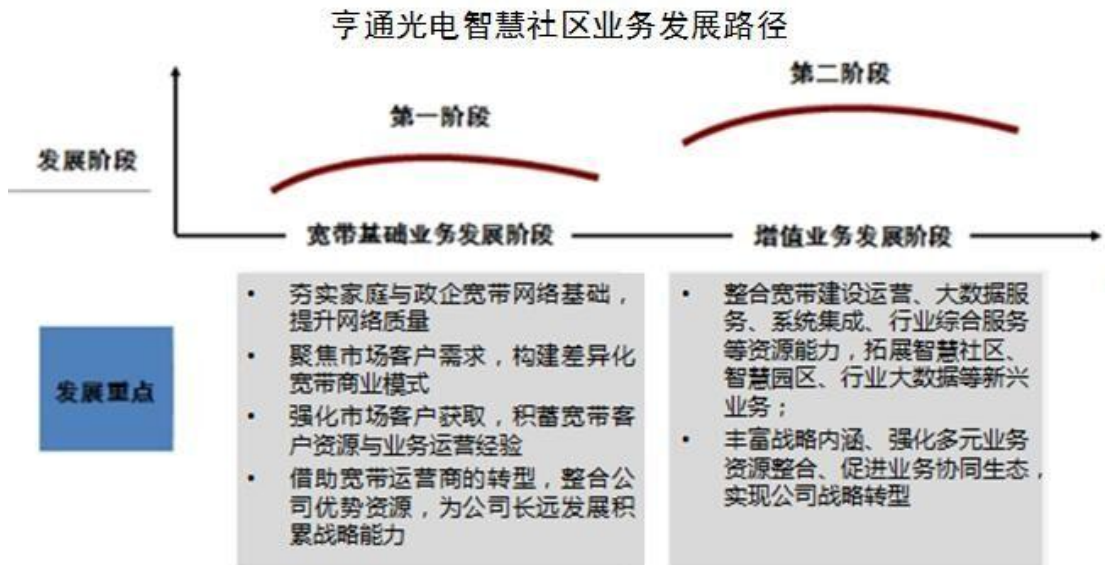 亨通光电智慧社区业务发展路径
第二阶段
第一阶段
发展阶段
宽带基础业务发展阶段
增值业务发展阶段
发展重点
• 夯实家庭与政企宽带网络基础，
提升网络质量
• 聚焦市场客户需求，构建差异化
宽带商业模式
• 强化市场客户获取，积蓄宽带客
户资源与业务运营经验
• 借助宽带运营商的转型，整合公
司优势资源，为公司长远发展积
累战略能力
• 整合宽带建设运营、大数据服
务、系统集成、行业综合服务
等资源能力，拓展智慧社区、
智慧园区、行业大数据等新兴
业务；
• 丰富战略内涵、强化多元业务
资源整合、促进业务协同生态，
实现公司战略转型